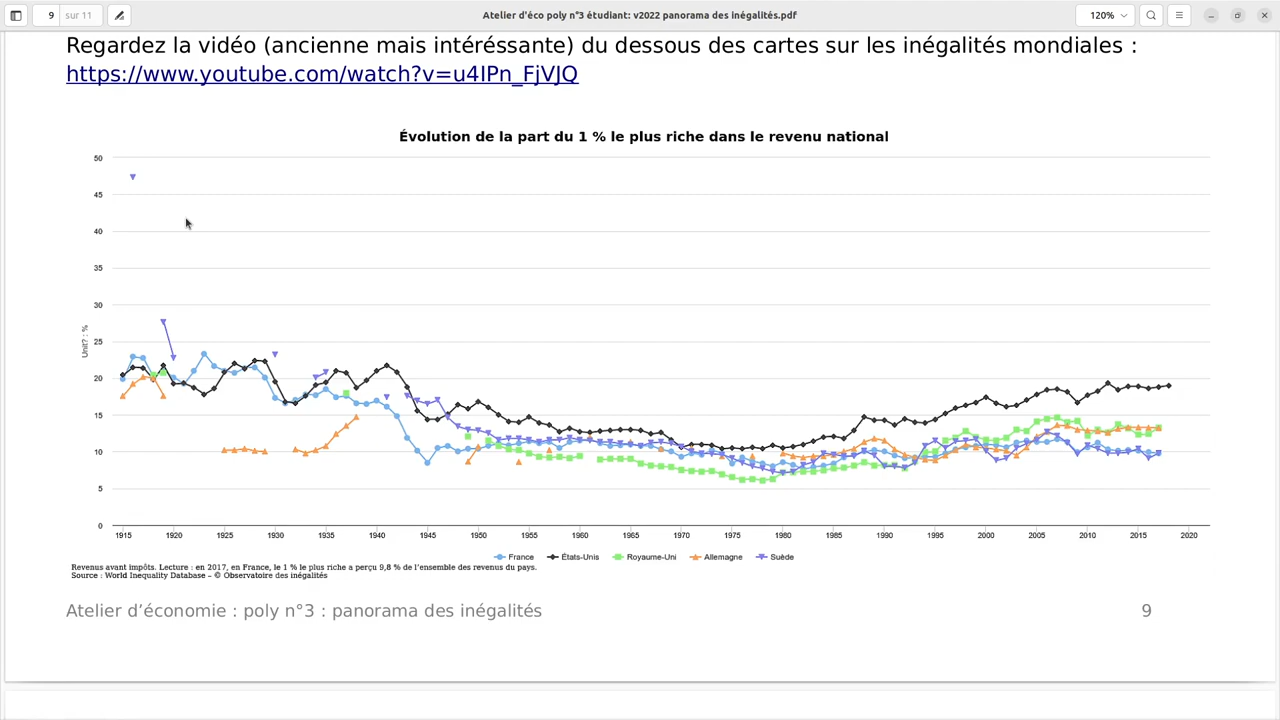 9 sur 11
Atelier d'éco poly n°3 étudiant: v2022 panorama des inégalités.pdf
120%
Regardez la vidéo (ancienne mais intéréssante) du dessous des cartes sur les inégalités mondiales :
https://www.youtube.com/watch?v=u4IPn_FjVJQ
Évolution de la part du 1 % le plus riche dans le revenu national
50
45
40
35
30
25
20
15
10
5
0
Unit? : %
1915 1920 1925 1930 1935 1940 1945 1950 1955 1960 1965 1970 1975 1980 1985 1990 1995 2000 2005 2010 2015 2020
France États-Unis Royaume-Uni Allemagne Suède
Revenus avant impôts. Lecture : en 2017, en France, le 1 % le plus riche a perçu 9,8 % de l'ensemble des revenus du pays.
Source : World Inequality Database – © Observatoire des inégalités
Atelier d'économie : poly n°3 : panorama des inégalités 9